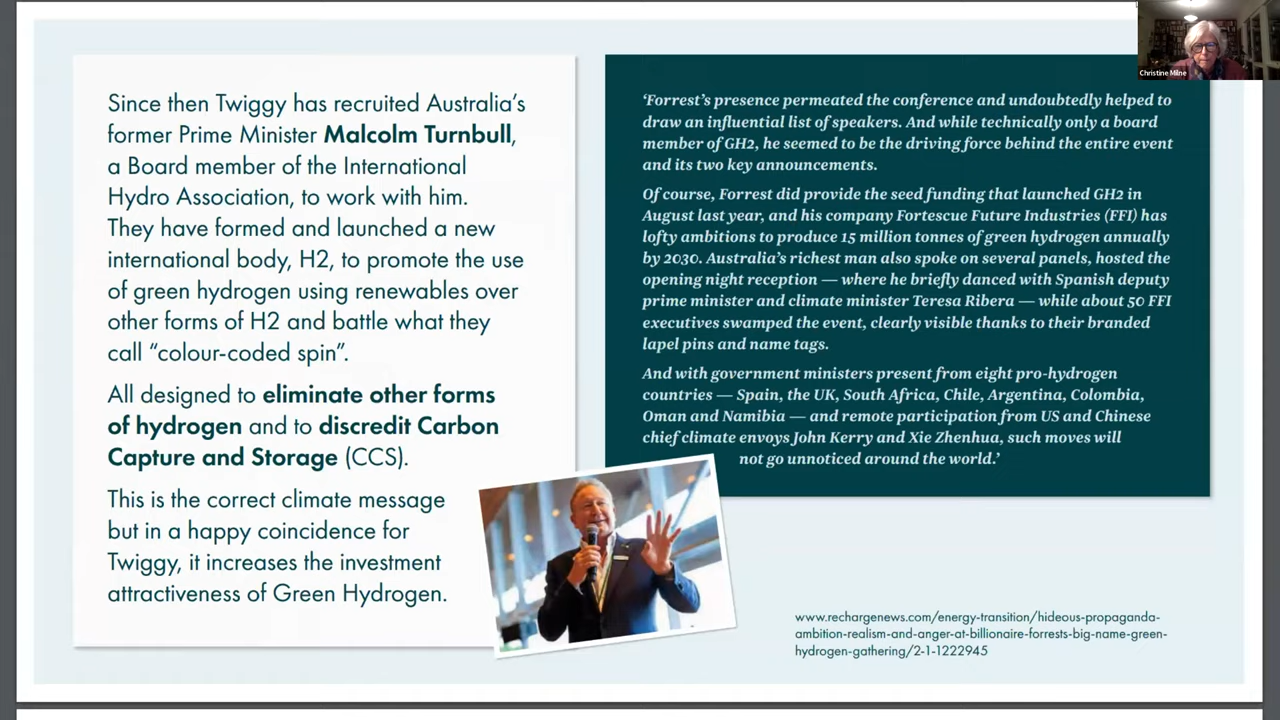 Since then Twiggy has recruited Australia's
former Prime Minister Malcolm Turnbull,
a Board member of the International
Hydro Association, to work with him.
They have formed and launched a new
international body, H2, to promote the use
of green hydrogen using renewables over
other forms of H2 and battle what they
call “colour-coded spin”.
All designed to eliminate other forms
of hydrogen and to discredit Carbon
Capture and Storage (CCS).
This is the correct climate message
but in a happy coincidence for
Twiggy, it increases the investment
attractiveness of Green Hydrogen.
‘Forrest’s presence permeated the conference and undoubtedly helped to
draw an influential list of speakers. And while technically only a board
member of GH2, he seemed to be the driving force behind the entire event
and its two key announcements.
Of course, Forrest did provide the seed funding that launched GH2 in
August last year, and his company Fortescue Future Industries (FFI) has
lofty ambitions to produce 15 million tonnes of green hydrogen annually
by 2030. Australia’s richest man also spoke on several panels, hosted the
opening night reception — where he briefly danced with Spanish deputy
prime minister and climate minister Teresa Ribera — while about 50 FFI
executives swamped the event, clearly visible thanks to their branded
lapel pins and name tags.
And with government ministers present from eight pro-hydrogen
countries — Spain, the UK, South Africa, Chile, Argentina, Colombia,
Oman and Namibia — and remote participation from US and Chinese
chief climate envoys John Kerry and Xie Zhenhua, such moves will
not go unnoticed around the world.’
www.rechargenews.com/energy-transition/hideous-propaganda-
ambition-realism-and-anger-at-billionaire-forrests-big-name-green-
hydrogen-gathering/2-1-1222945
Christine Milne